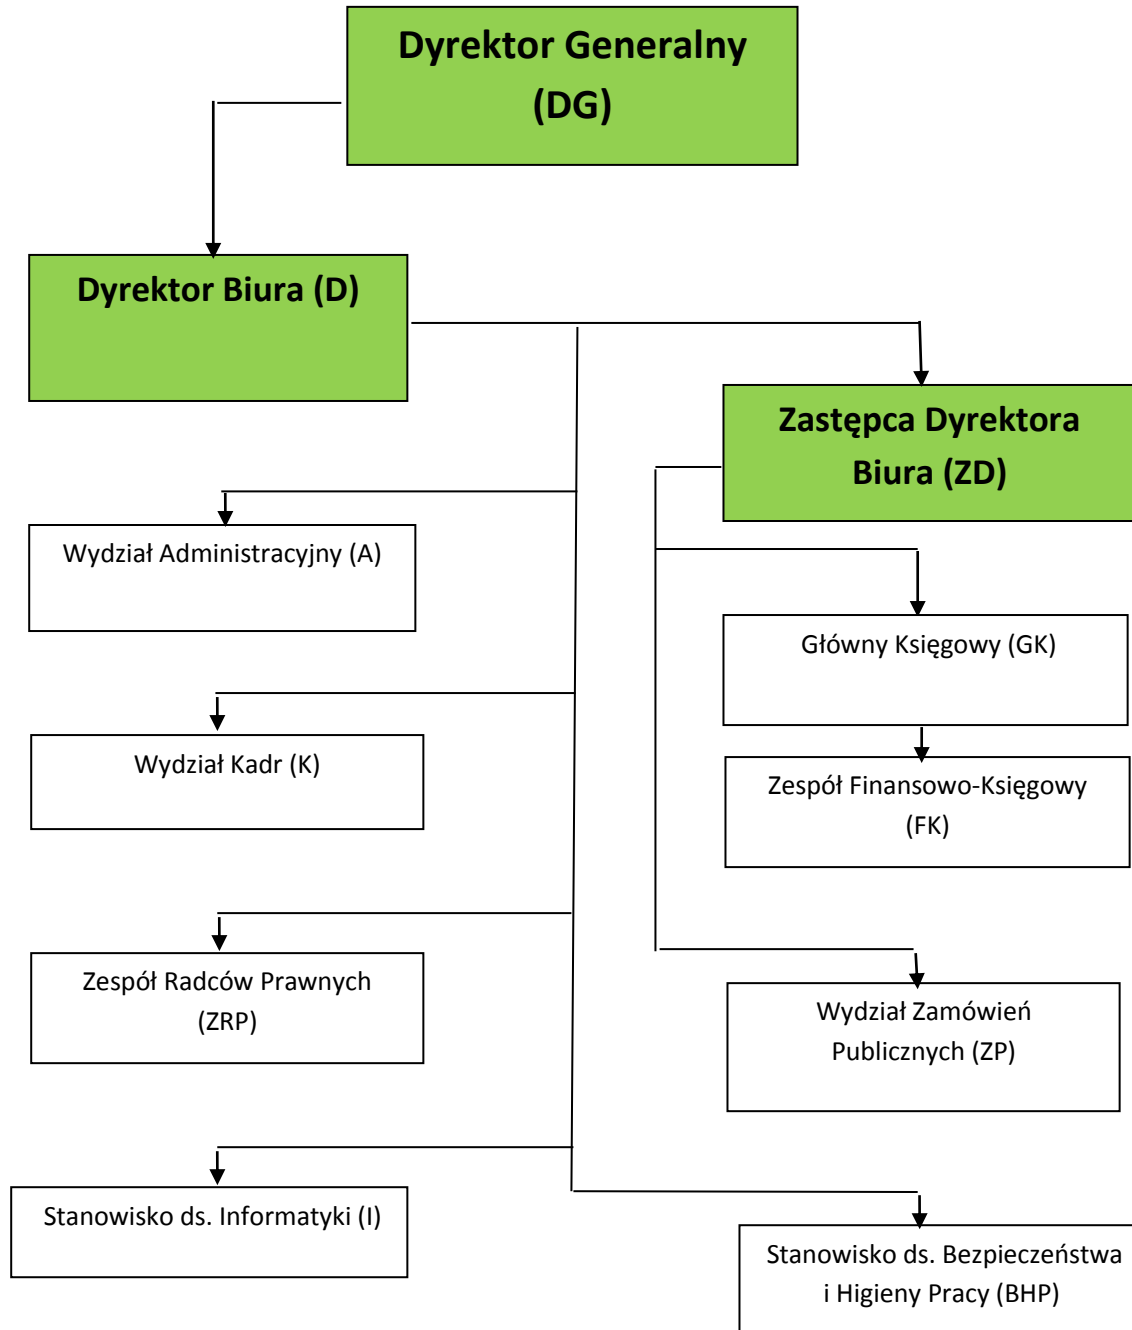 Dyrektor Generalny
(DG)
Dyrektor Biura (D)
Zastępca Dyrektora
Biura (ZD)
Wydział Administracyjny (A)
Główny Księgowy (GK)
Wydział Kadr (K)
Zespół Finansowo-Księgowy
(FK)
Zespół Radców Prawnych
(ZRP)
Wydział Zamówień
Publicznych (ZP)
Stanowisko ds. Informatyki (I)
Stanowisko ds. Bezpieczeństwa
i Higieny Pracy (BHP)